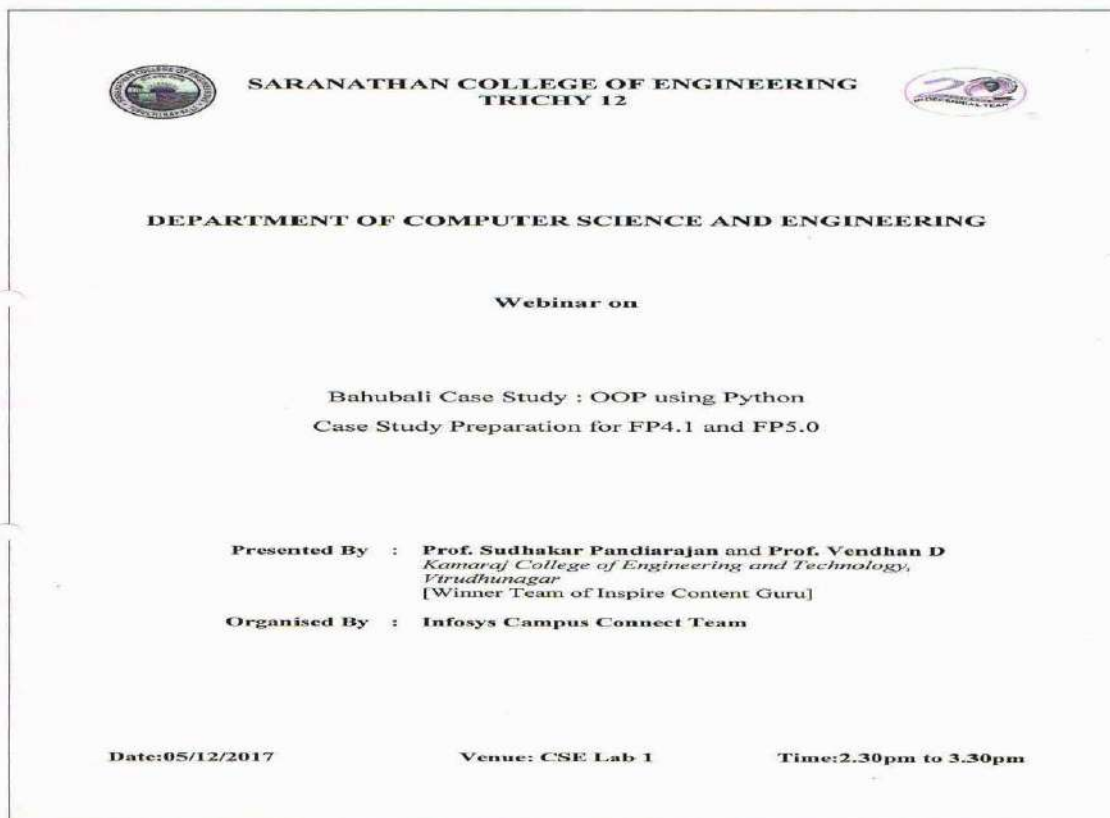 SARANATHAN COLLEGE OF ENGINEERING
TRICHY 12
DEPARTMENT OF COMPUTER SCIENCE AND ENGINEERING
Webinar on
Bahubali Case Study : OOP using Python
Case Study Preparation for FP4.1 and FP5.0
Presented By : Prof. Sudhakar Pandiarajan and Prof. Vendhan D
Kamaraj College of Engineering and Technology,
Virudhunagar
[Winner Team of Inspire Content Guru]
Organised By : Infosys Campus Connect Team
Date:05/12/2017 Venue: CSE Lab 1 Time:2.30pm to 3.30pm